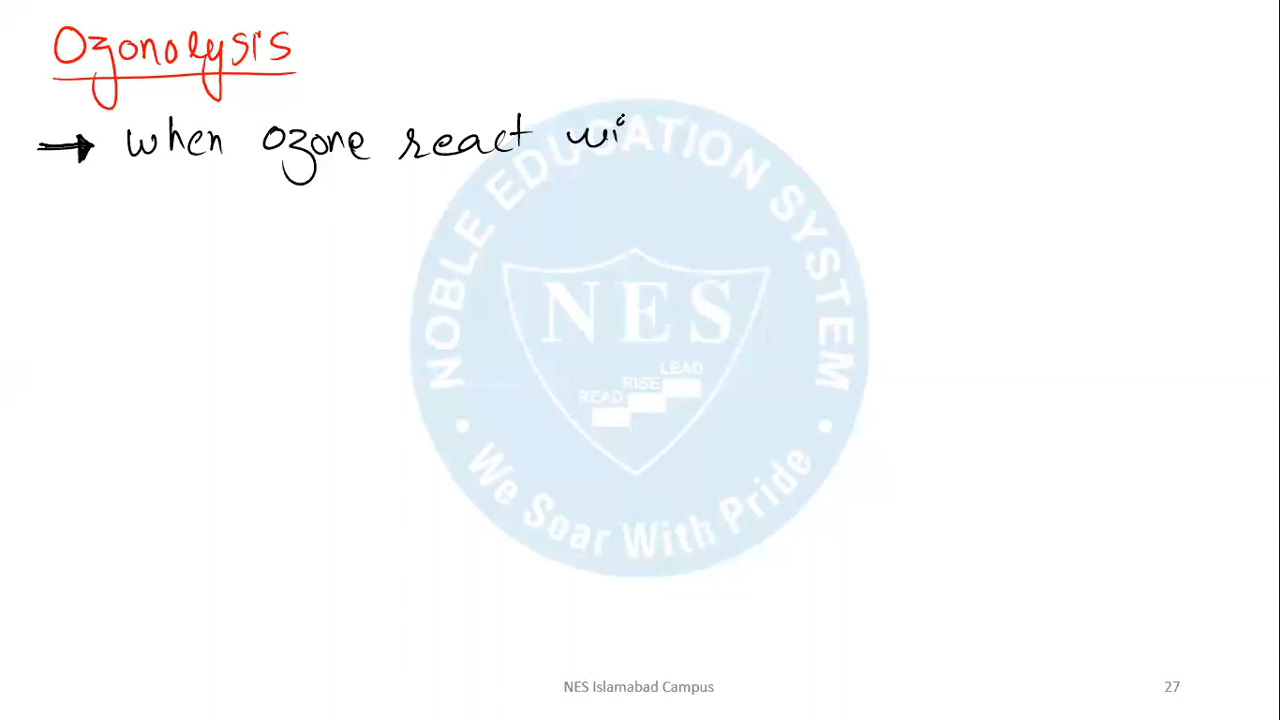 Ozonolysis
→ when ozone react wi
NOBLE EDUCATION SYSTEM
NES
LEAD
RISE
READ
• We Soar With Pride •
NES Islamabad Campus
27